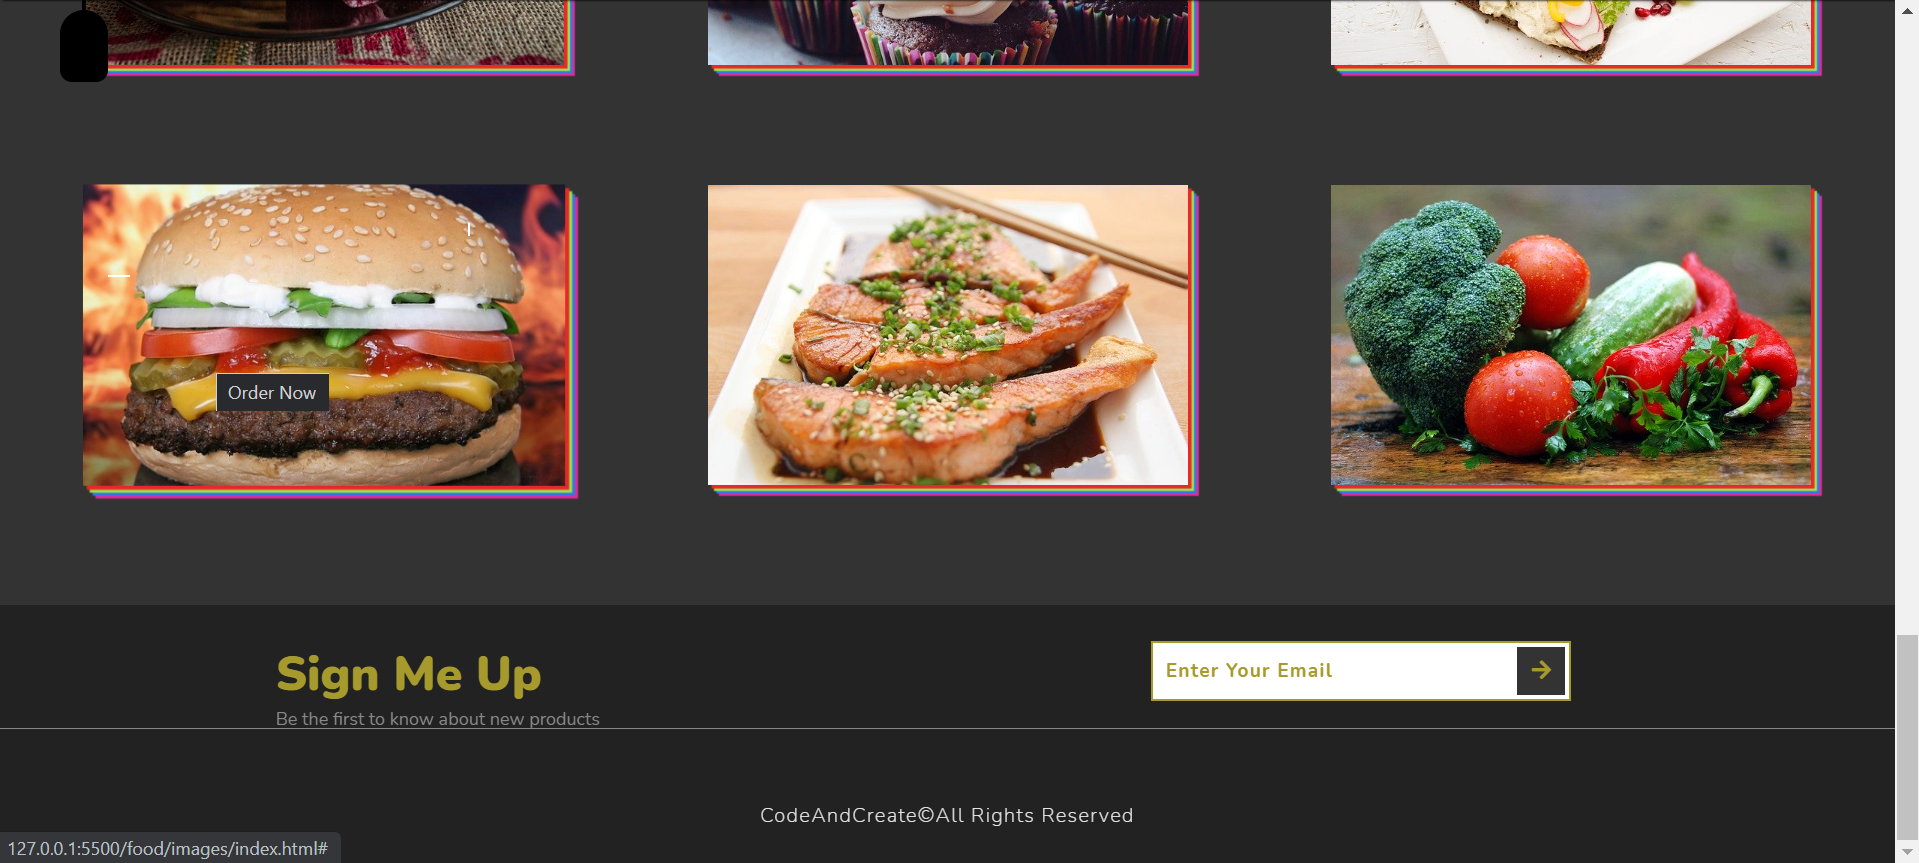 Order Now
Sign Me Up
Be the first to know about new products
Enter Your Email
CodeAndCreate©All Rights Reserved
127.0.0.1:5500/food/images/index.html#